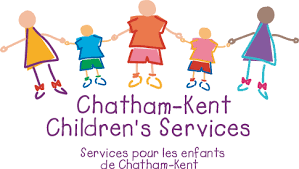 Chatham-Kent
Children's Services
Services pour les enfants
de Chatham-Kent